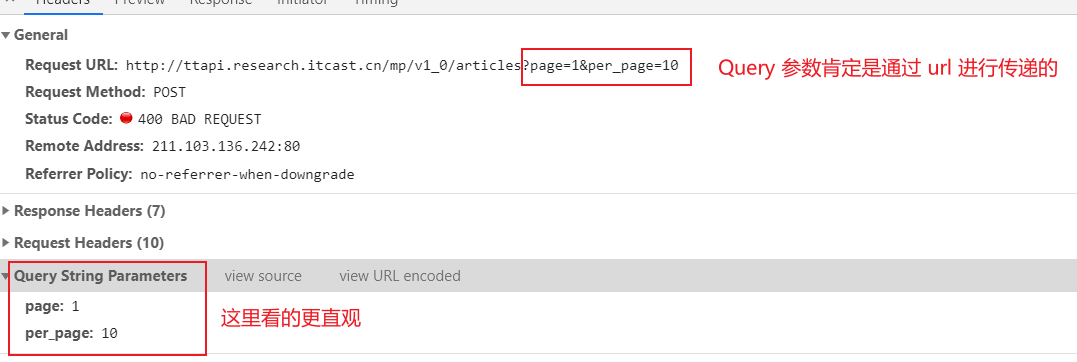 Headers Preview Response Initiator Timing
General
Request URL: http://ttapi.research.itcast.cn/mp/v1_0/articles?page=1&per_page=10 Query 参数肯定是通过 url 进行传递的
Request Method: POST
Status Code: 400 BAD REQUEST
Remote Address: 211.103.136.242:80
Referrer Policy: no-referrer-when-downgrade
Response Headers (7)
Request Headers (10)
Query String Parameters view source view URL encoded
page: 1
这里看的更直观
per_page: 10